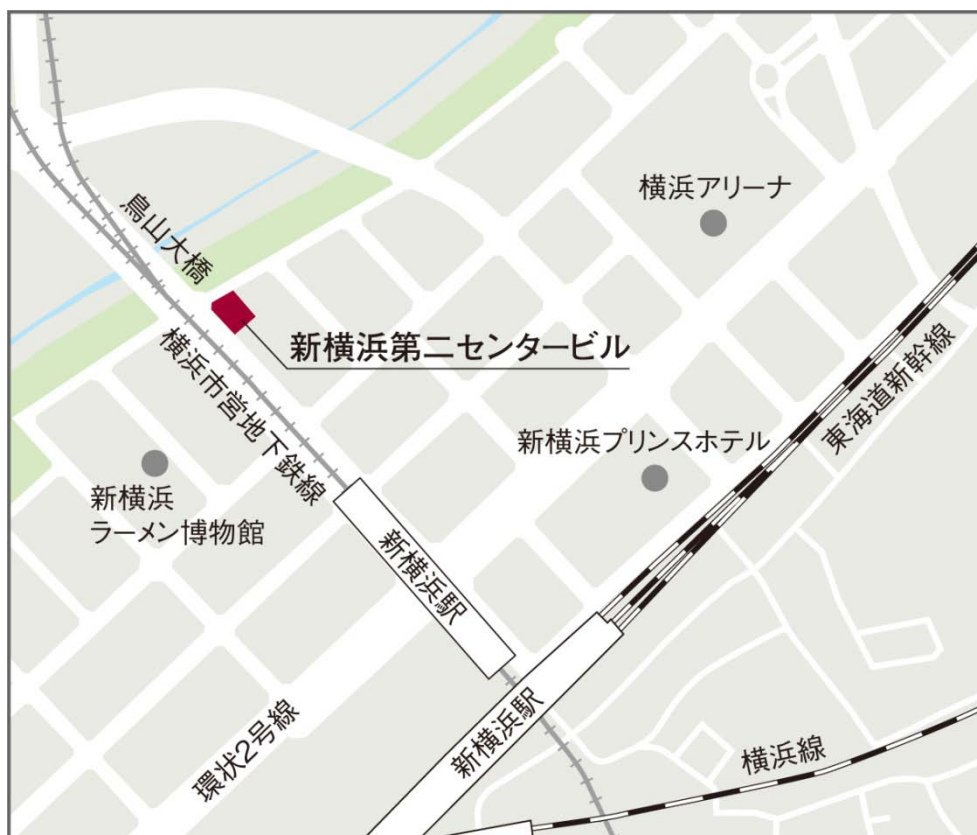 横浜アリーナ
鳥山大橋
新横浜第二センタービル
横浜市営地下鉄線
東海道新幹線
新横浜プリンスホテル
新横浜
ラーメン博物館
新横浜駅
新横浜駅
環状2号線
横浜線